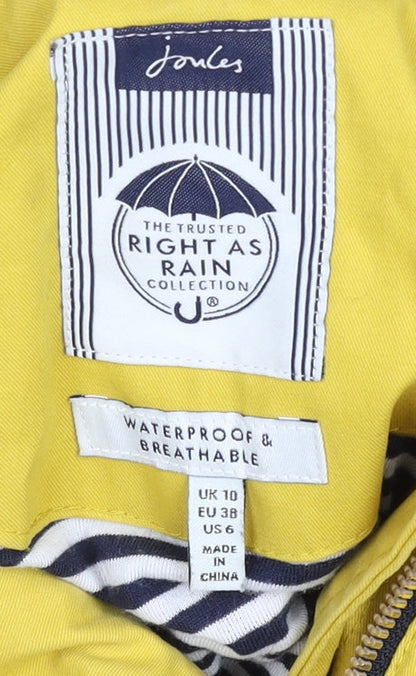 Joules
THE TRUSTED
RIGHT AS
RAIN
COLLECTION
®
WATERPROOF &
BREATHABLE
UK 10
EU 38
US 6
MADE
IN
CHINA